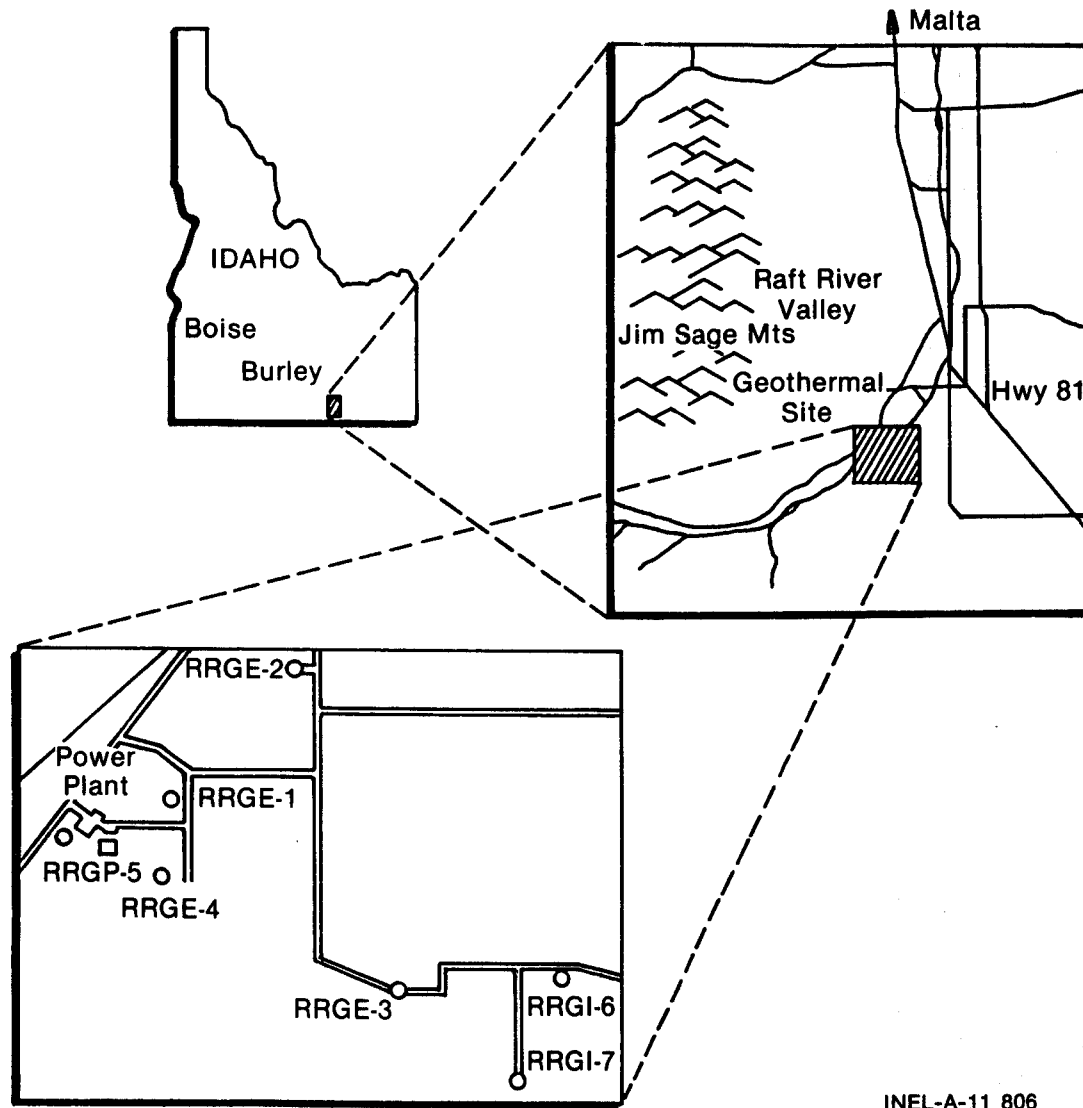 Malta
IDAHO
Boise
Burley
Raft River
Valley
Jim Sage Mts
Geothermal
Site
Hwy 81
RRGE-2
Power
Plant
RRGE-1
RRGP-5
RRGE-4
RRGE-3
RRGI-6
RRGI-7
INEL-A-11 806